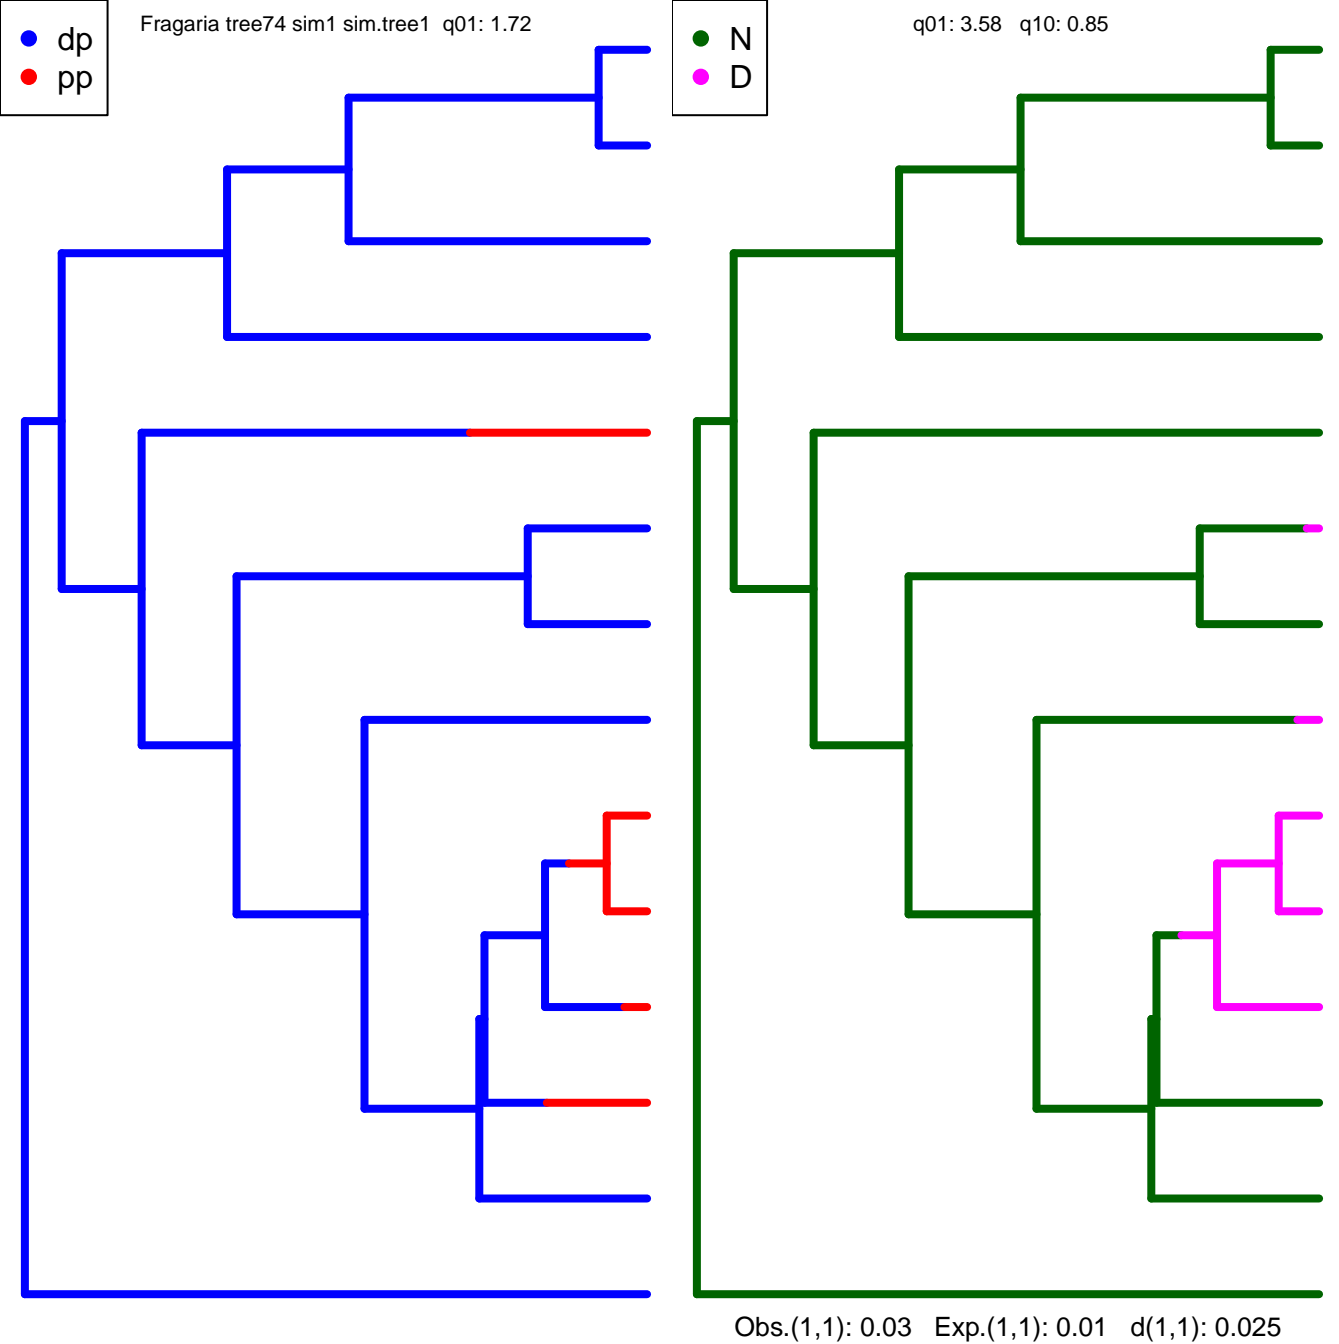 Fragaria tree74 sim1 sim.tree1 q01: 1.72
dp
pp
q01: 3.58 q10: 0.85
N
D
Obs.(1,1): 0.03 Exp.(1,1): 0.01 d(1,1): 0.025